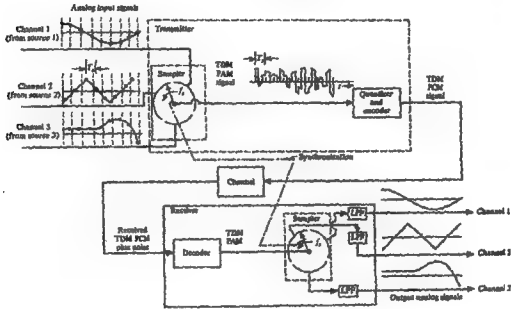 Analog input signals
Channel 1
(from source 1)
Channel 2
(from source 2)
Channel 3
(from source 3)
Transmitter
Sampler
TDM
PAM
signal
Quantizer
and
encoder
TDM
PCM
signal
Synchronization
Channel
Receiver
Received
TDM PCM
plus noise
Decoder
TDM
PAM
Sampler
LPF
LPF
LPF
Channel 1
Channel 2
Output analog signals